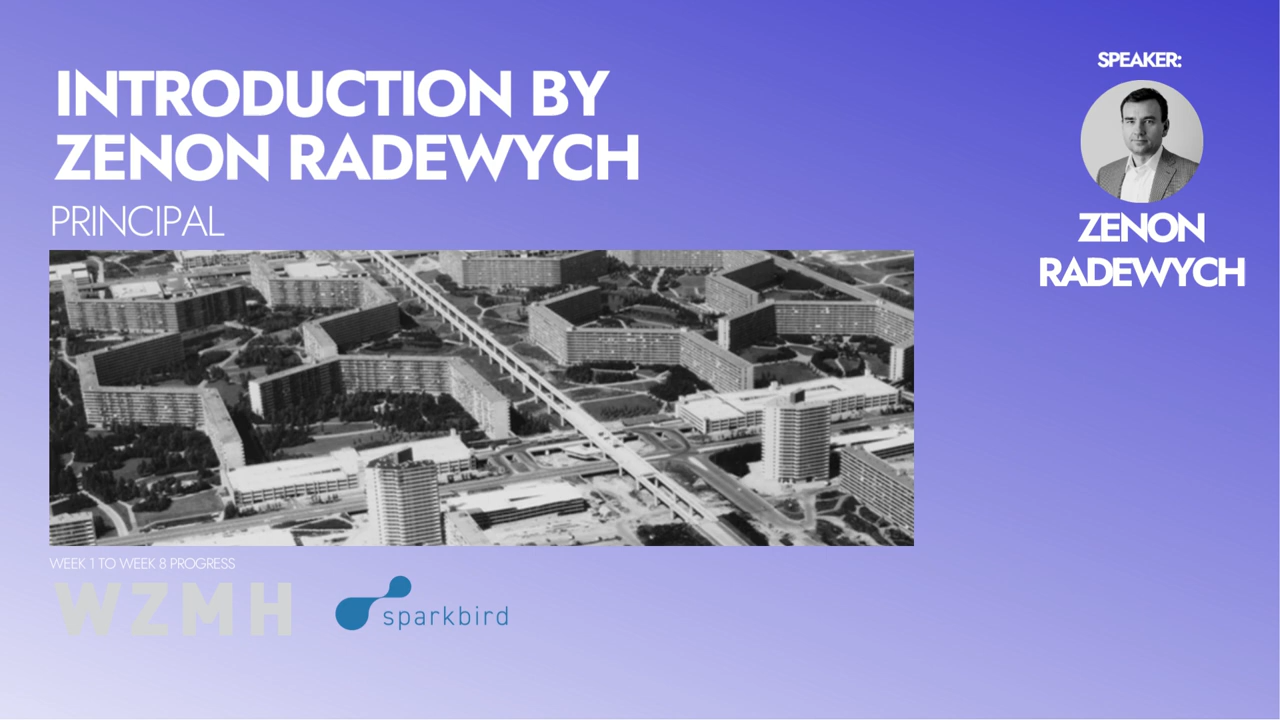 INTRODUCTION BY
ZENON RADEWYCH
PRINCIPAL
SPEAKER:
ZENON
RADEWYCH
WEEK 1 TO WEEK 8 PROGRESS
WZMH
sparkbird